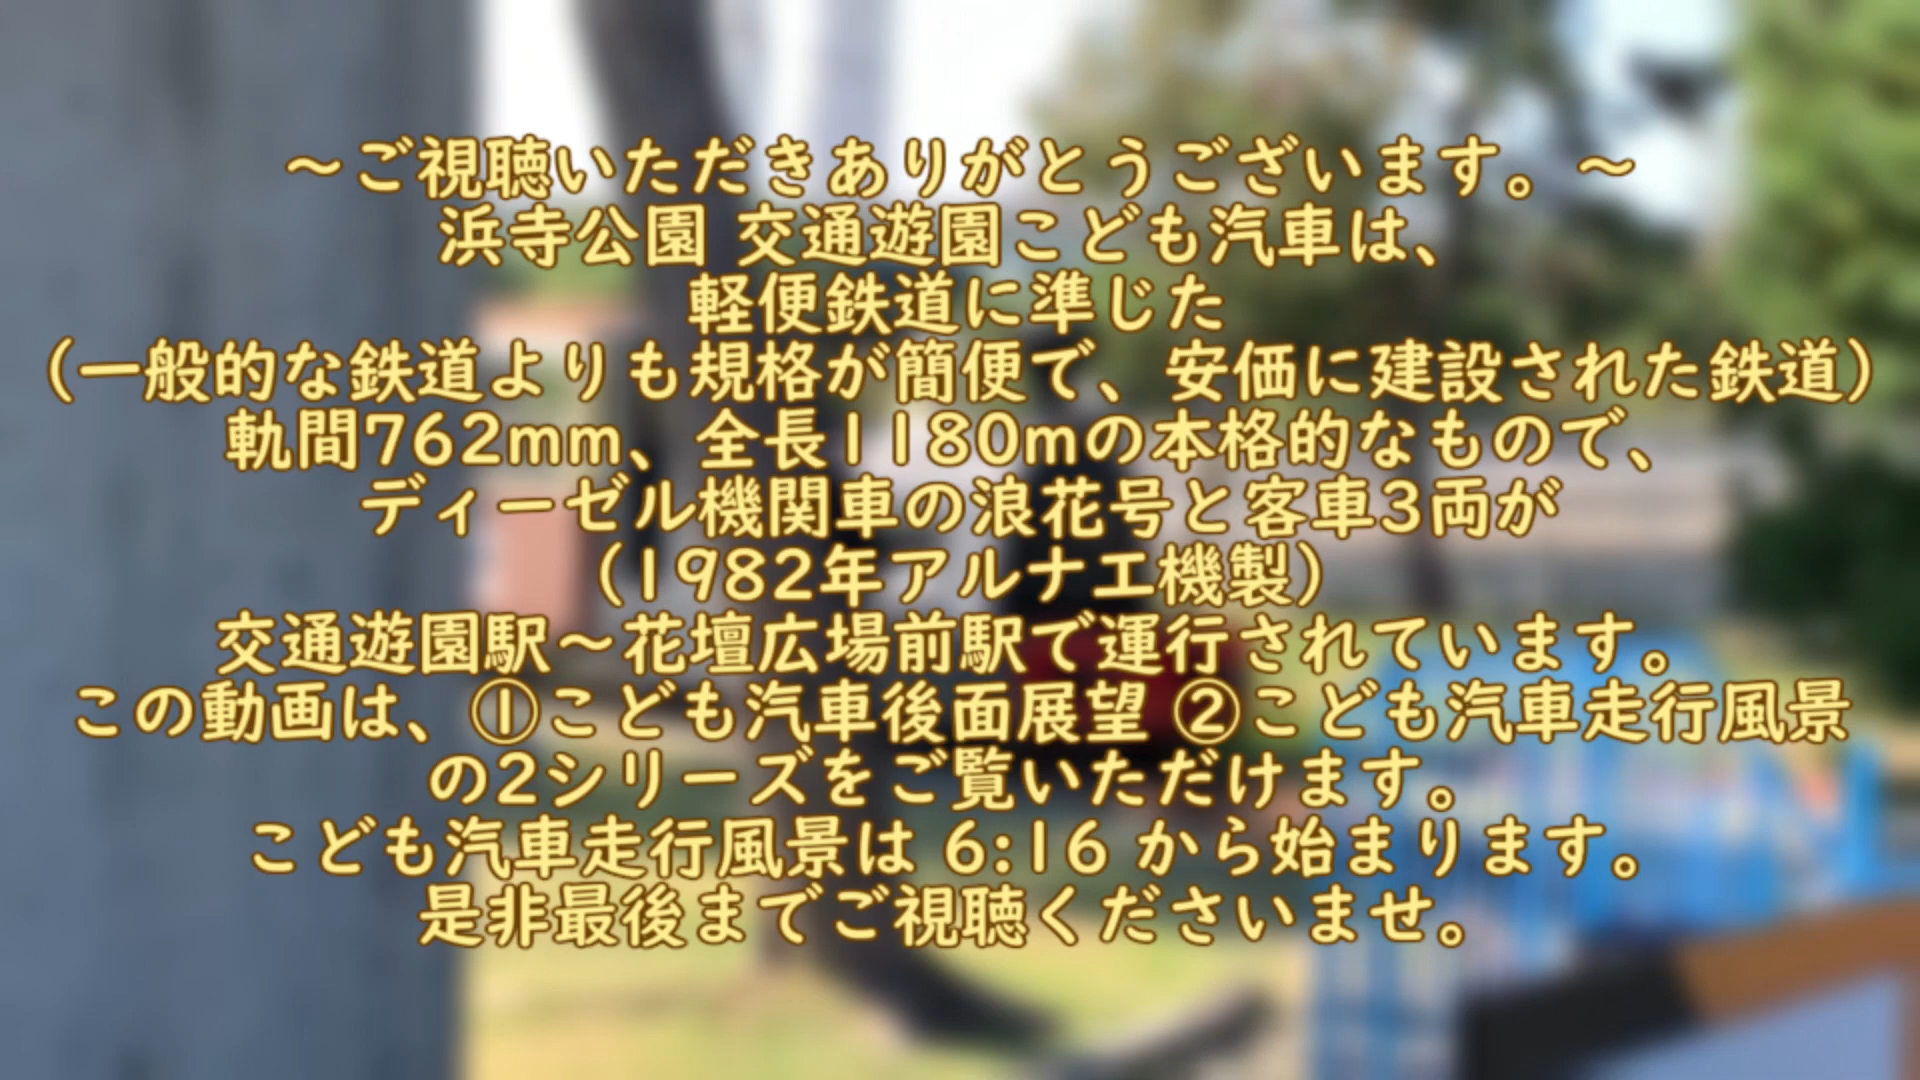 ～ご視聴いただきありがとうございます。～
浜寺公園 交通遊園こども汽車は、
軽便鉄道に準じた
（一般的な鉄道よりも規格が簡便で、安価に建設された鉄道）
軌間762mm、全長1180mの本格的なもので、
ディーゼル機関車の浪花号と客車3両が
（1982年アルナ工機製）
交通遊園駅～花壇広場前駅で運行されています。
この動画は、①こども汽車後面展望 ②こども汽車走行風景
の2シリーズをご覧いただけます。
こども汽車走行風景は 6:16 から始まります。
是非最後までご視聴くださいませ。